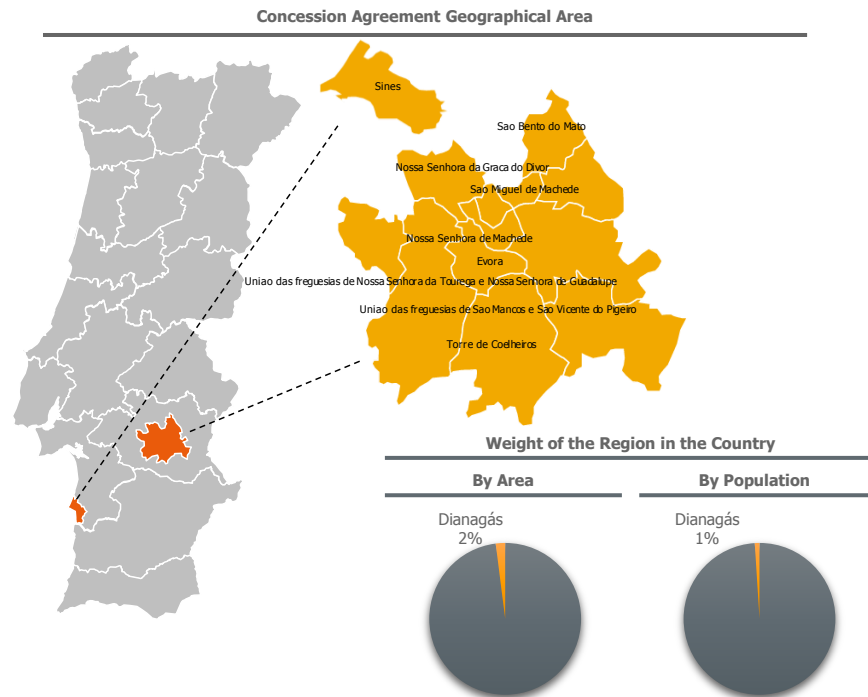 Concession Agreement Geographical Area
Sines
Sao Bento do Mato
Nossa Senhora da Graca do Divor
Sao Miguel de Machede
Nossa Senhora de Machede
Evora
Uniao das freguesias de Nossa Senhora da Tourega e Nossa Senhora de Guadalupe
Uniao das freguesias de Sao Mancos e Sao Vicente do Pigeiro
Torre de Coelheiros
Weight of the Region in the Country
By Area
By Population
Dianagás
2%
Dianagás
1%